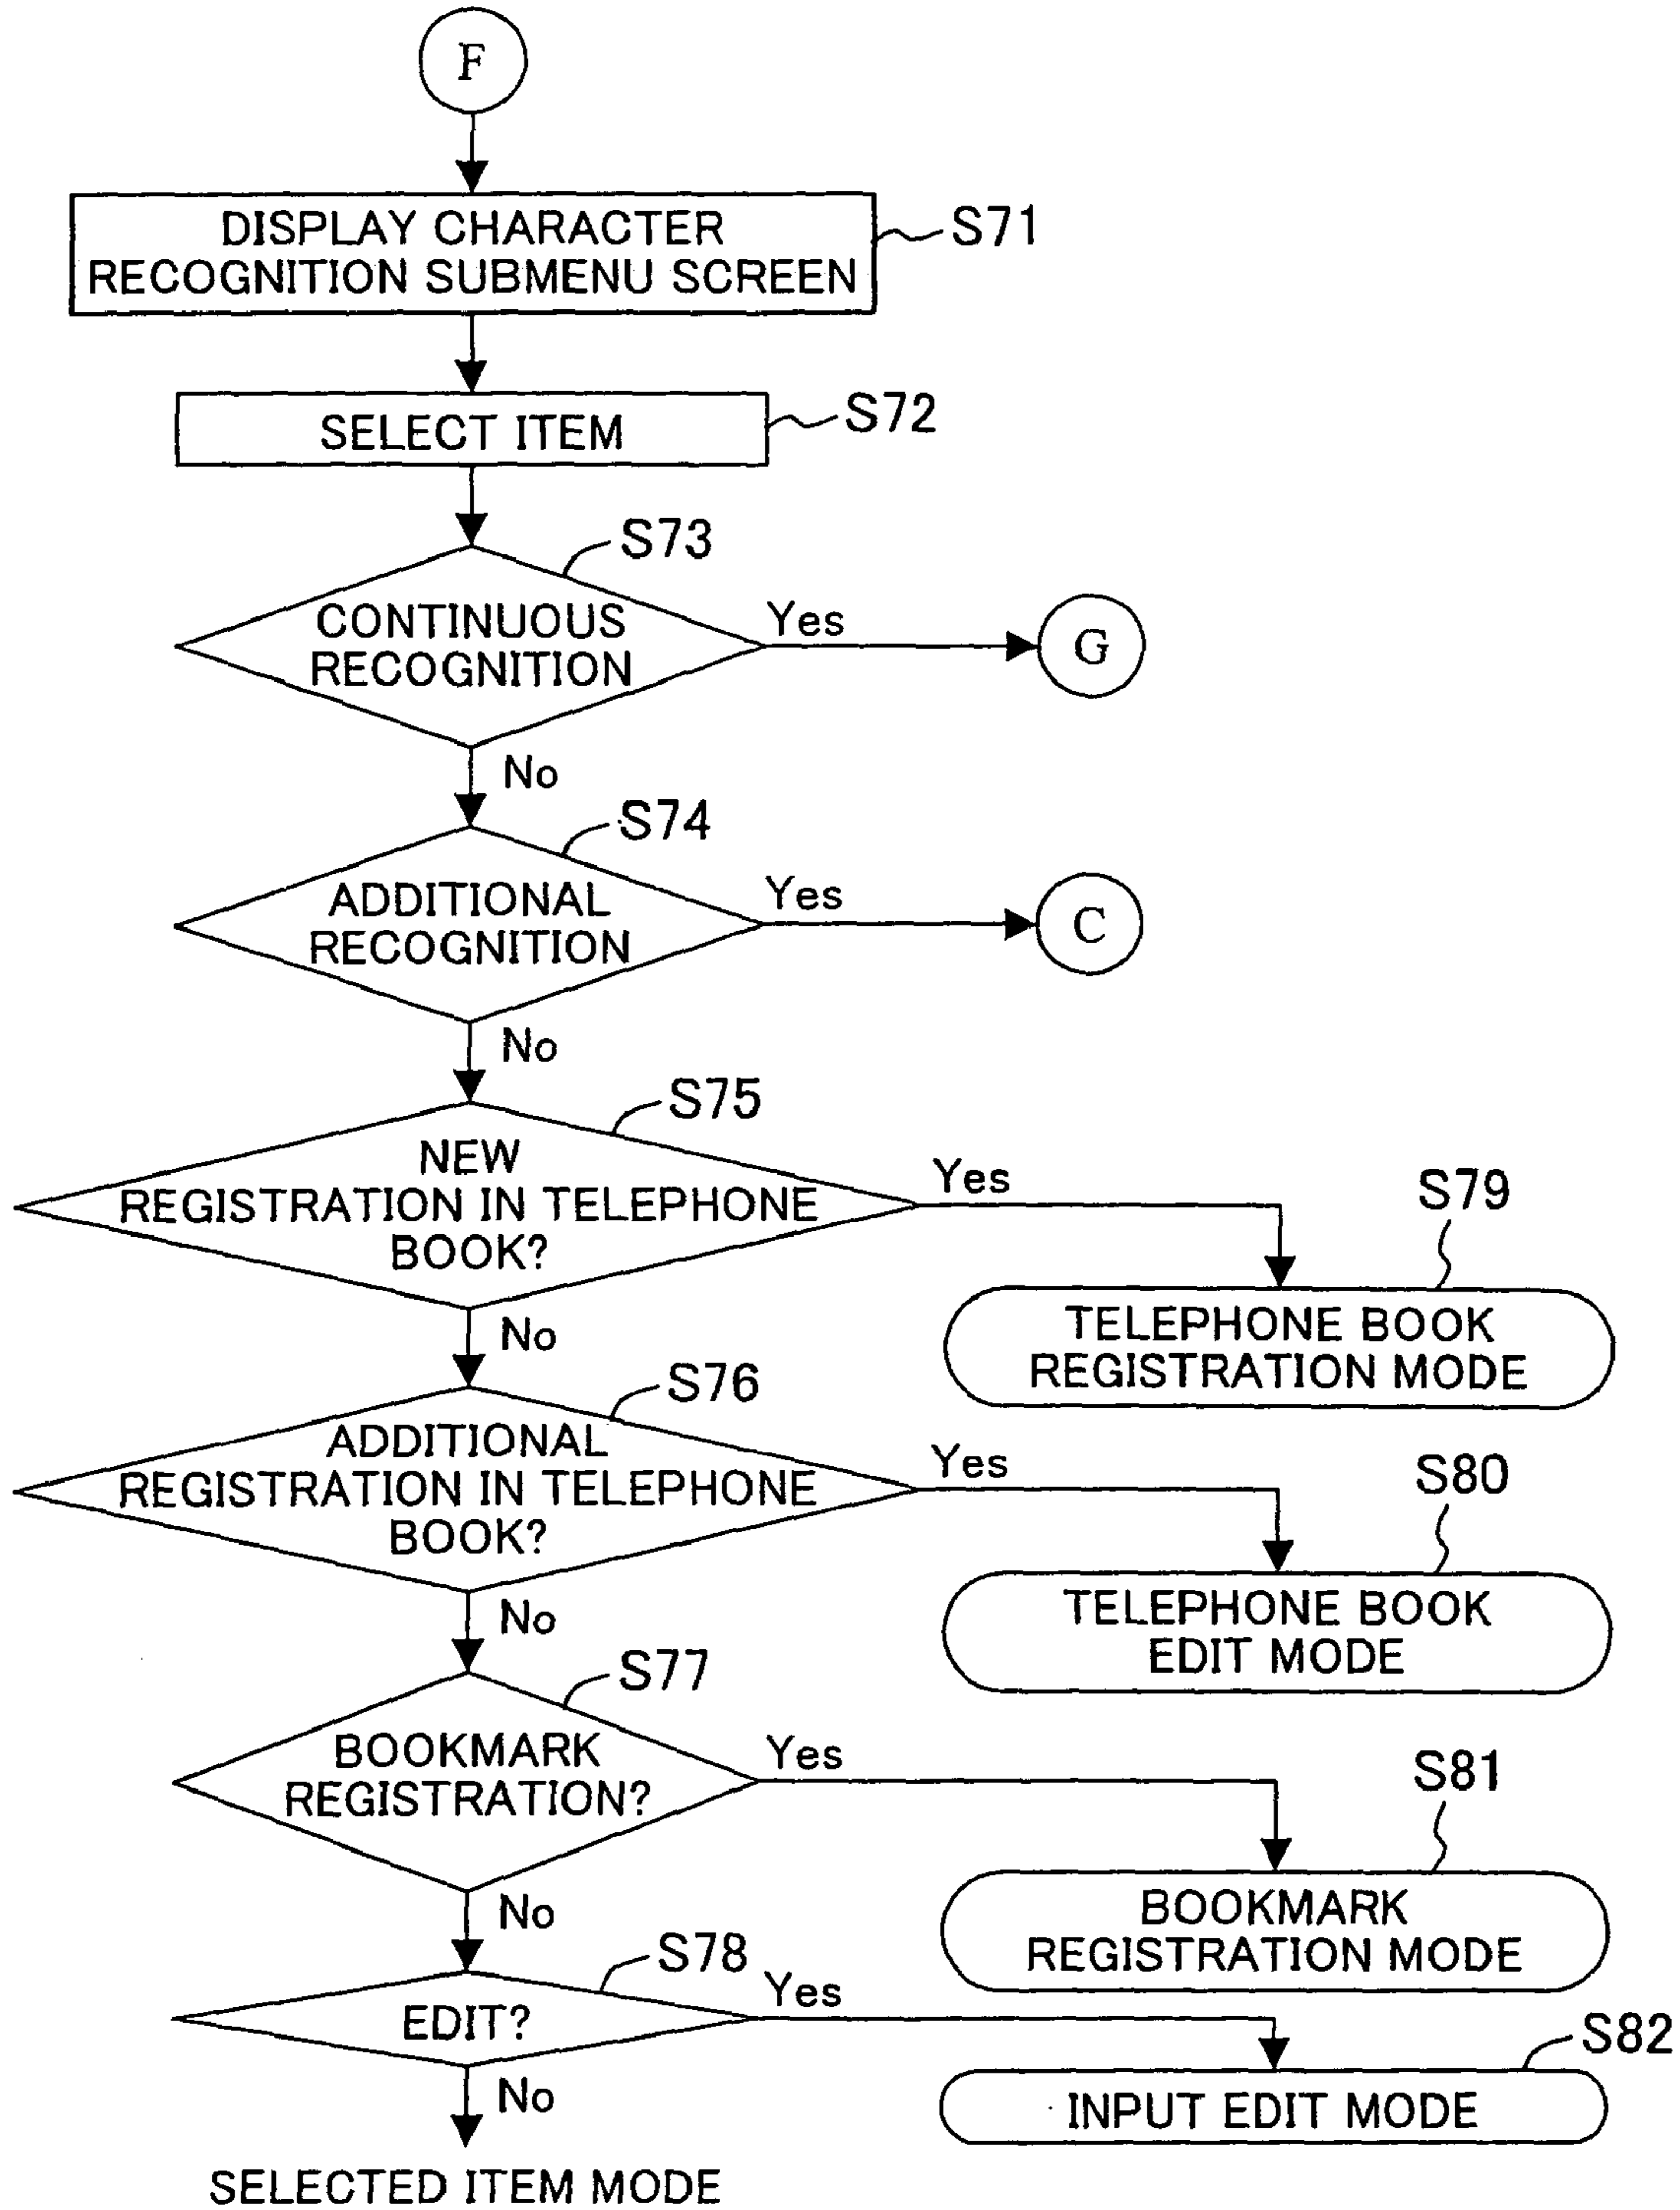 F
DISPLAY CHARACTER
RECOGNITION SUBMENU SCREEN
S71
SELECT ITEM
S72
S73
CONTINUOUS
RECOGNITION
Yes
G
No
S74
ADDITIONAL
RECOGNITION
Yes
C
No
S75
NEW
REGISTRATION IN TELEPHONE
BOOK?
Yes
S79
TELEPHONE BOOK
REGISTRATION MODE
No
S76
ADDITIONAL
REGISTRATION IN TELEPHONE
BOOK?
Yes
S80
TELEPHONE BOOK
EDIT MODE
No
S77
BOOKMARK
REGISTRATION?
Yes
S81
BOOKMARK
REGISTRATION MODE
No
S78
EDIT?
Yes
S82
INPUT EDIT MODE
No
SELECTED ITEM MODE